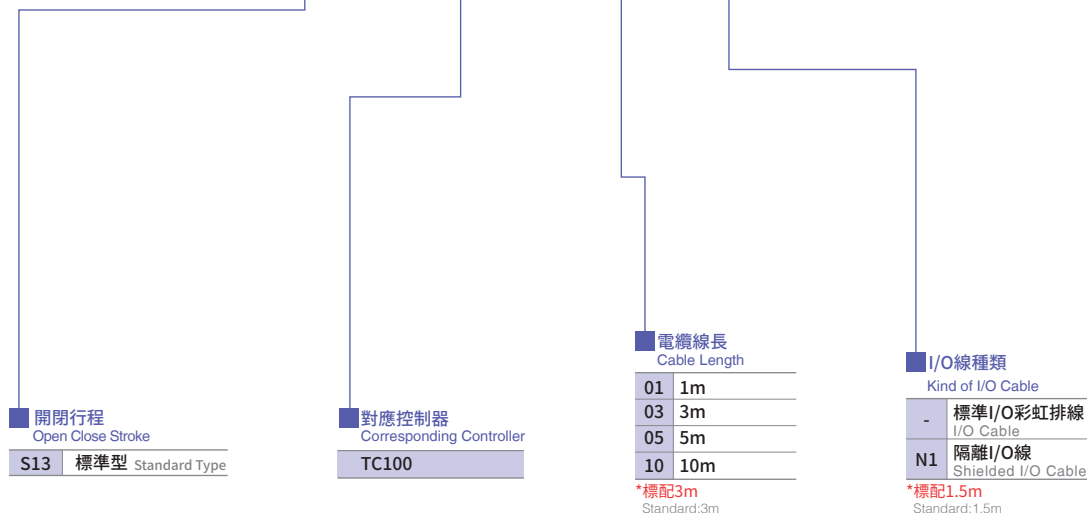 開閉行程
Open Close Stroke
S13 標準型 Standard Type
對應控制器
Corresponding Controller
TC100
電纜線長
Cable Length
01 1m
03 3m
05 5m
10 10m
*標配3m
Standard:3m
I/O線種類
Kind of I/O Cable
- 標準I/O彩虹排線
I/O Cable
N1 隔離I/O線
Shielded I/O Cable
*標配1.5m
Standard:1.5m